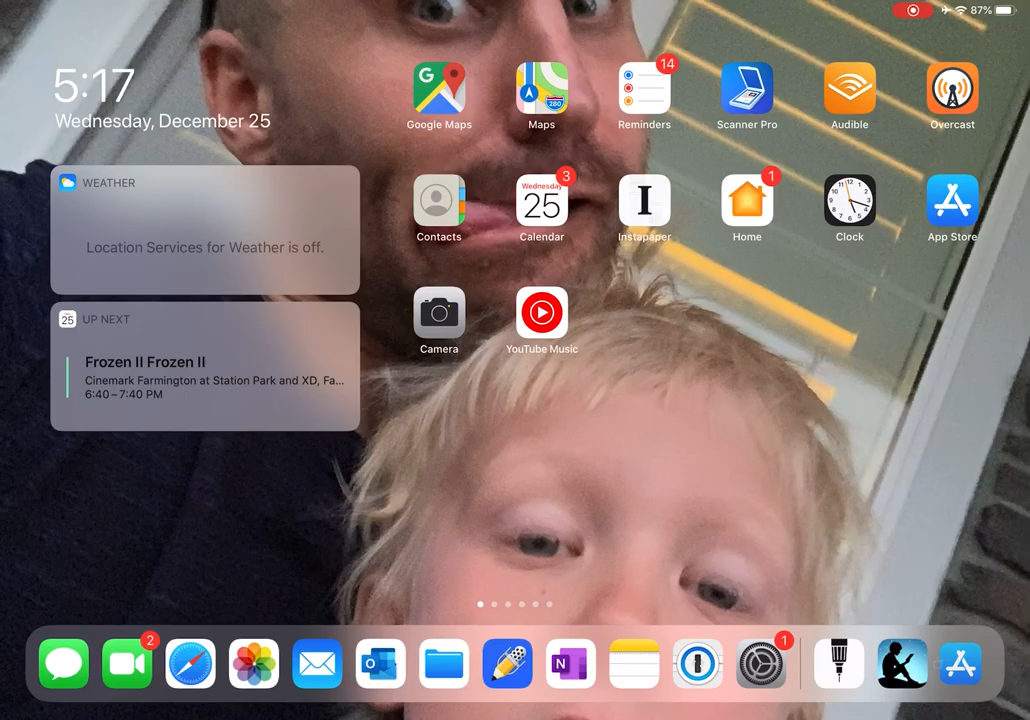 87%
5:17
Wednesday, December 25
WEATHER
Location Services for Weather is off.
25
UP NEXT
Frozen II Frozen II
Cinemark Farmington at Station Park and XD, Fa...
6:40 – 7:40 PM
G
280
14
Google Maps
Maps
Reminders
Scanner Pro
Audible
Overcast
Wednesday
25
3
I
1
Contacts
Calendar
Instapaper
Home
Clock
App Store
Camera
YouTube Music
2
O
N
1